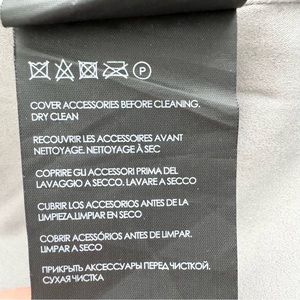 P
COVER ACCESSORIES BEFORE CLEANING.
DRY CLEAN
RECOUVRIR LES ACCESSOIRES AVANT
NETTOYAGE. NETTOYAGE À SEC
COPRIRE GLI ACCESSORI PRIMA DEL
LAVAGGIO A SECCO. LAVARE A SECCO
CUBRIR LOS ACCESORIOS ANTES DE LA
LIMPIEZA.LIMPIAR EN SECO
COBRIR ACESSÓRIOS ANTES DE LIMPAR.
LIMPAR A SECO
ПРИКРЫТЬ АКСЕССУАРЫ ПЕРЕД ЧИСТКОЙ.
СУХАЯ ЧИСТКА